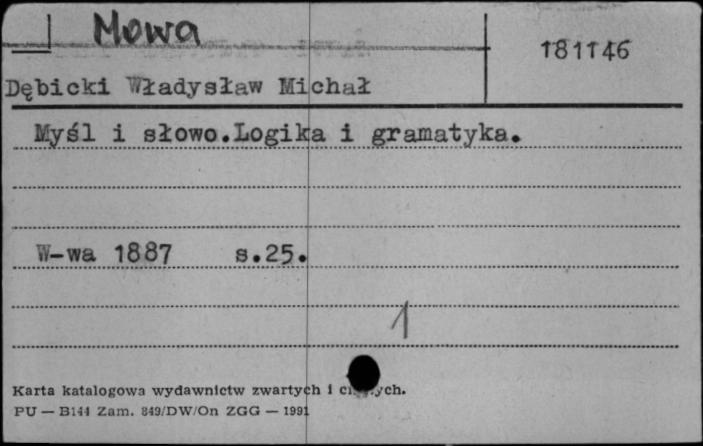 Mowa
181146
Dębicki Władysław Michał
Myśl i słowo.Logika i gramatyka.
W-wa 1887 s.25.
1
Karta katalogowa wydawnictw zwartych i
PU — B144 Zam. 849/DW/On ZGG — 1991